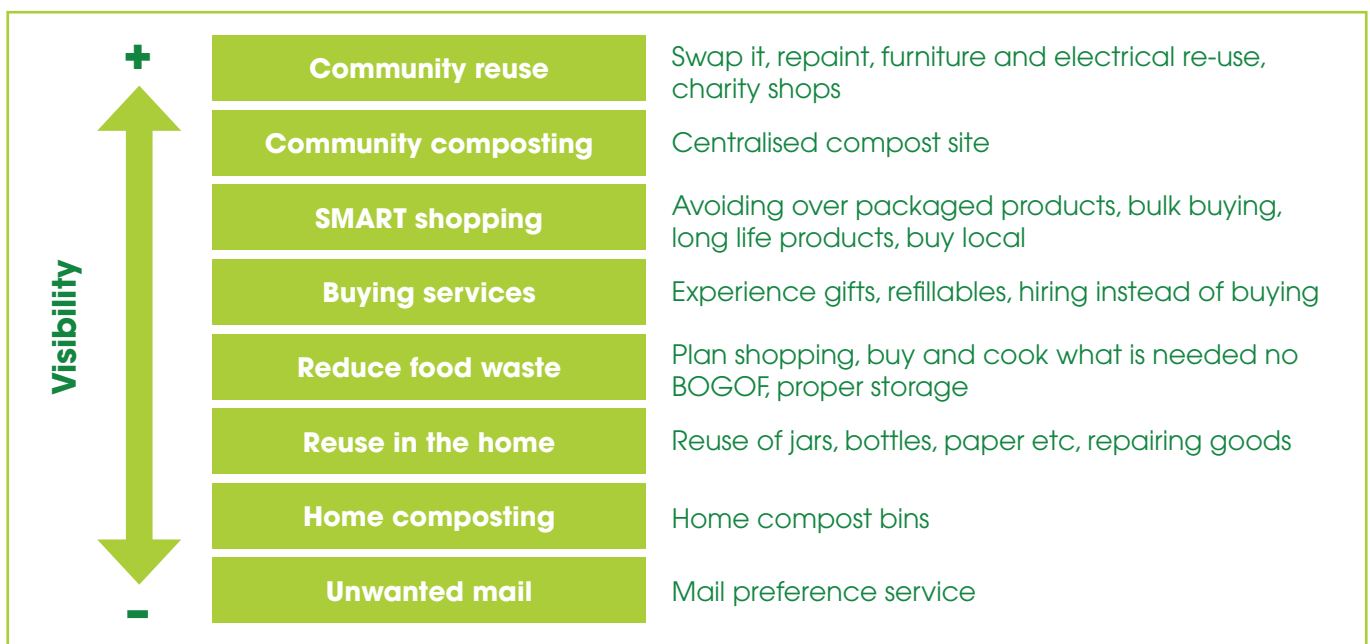 +
Visibility
-
Community reuse
Swap it, repaint, furniture and electrical re-use,
charity shops
Community composting
Centralised compost site
SMART shopping
Avoiding over packaged products, bulk buying,
long life products, buy local
Buying services
Experience gifts, refillables, hiring instead of buying
Reduce food waste
Plan shopping, buy and cook what is needed no
BOGOF, proper storage
Reuse in the home
Reuse of jars, bottles, paper etc, repairing goods
Home composting
Home compost bins
Unwanted mail
Mail preference service